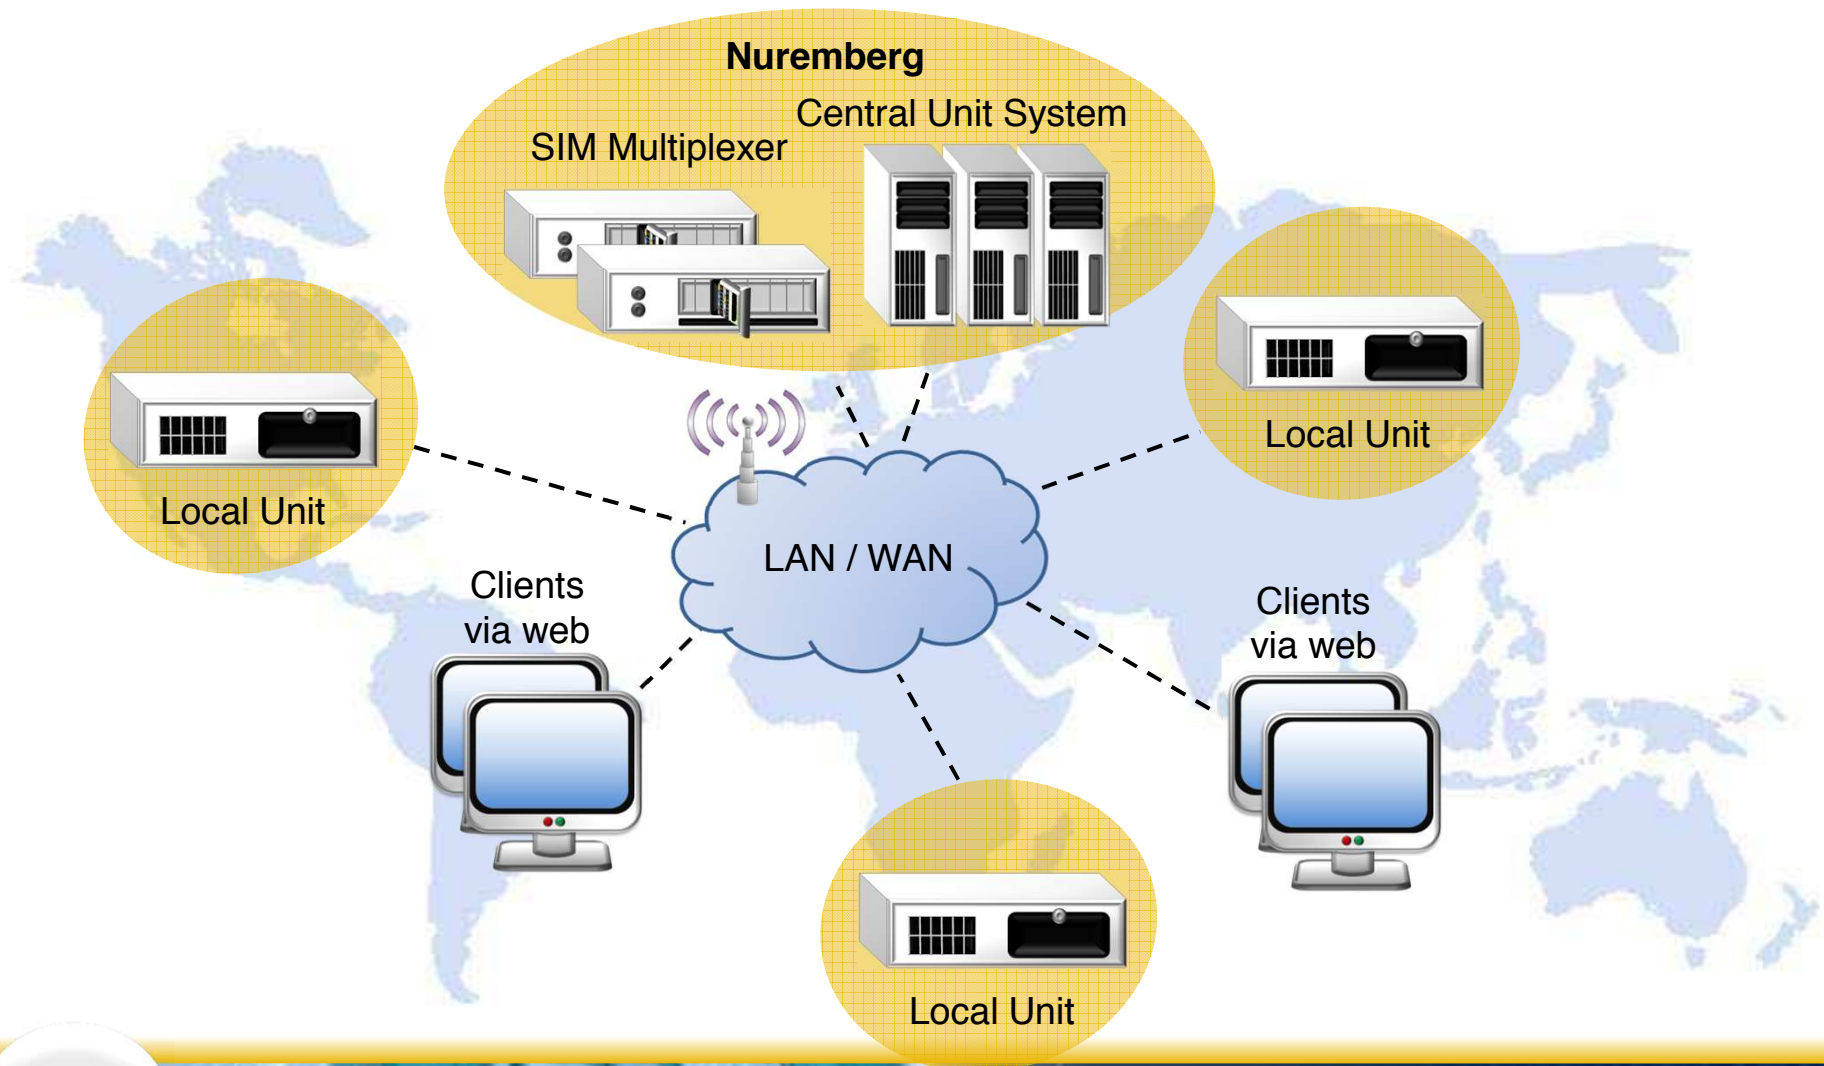 Nuremberg
Central Unit System
SIM Multiplexer
Local Unit
Local Unit
LAN / WAN
Clients
via web
Clients
via web
Local Unit